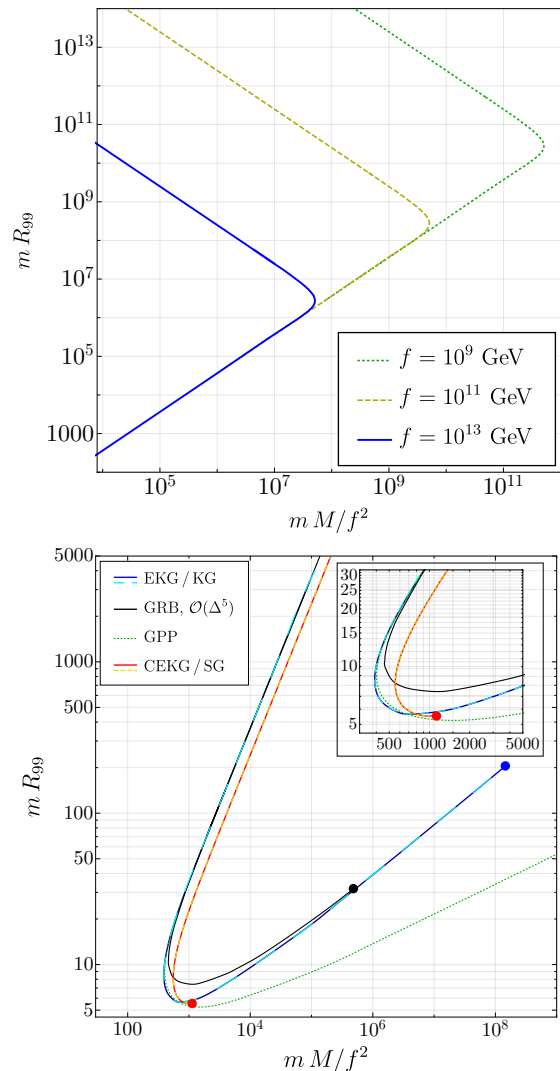 10^13
10^11
10^9
10^7
10^5
1000
m R_99
f = 10^9 GeV
f = 10^11 GeV
f = 10^13 GeV
10^5 10^7 10^9 10^11
m M/f^2
5000
1000
500
100
50
10
5
m R_99
EKG / KG
GRB, O(Δ^5)
GPP
CEKG / SG
30
25
20
15
10
5
500 1000 2000 5000
100 10^4 10^6 10^8
m M/f^2